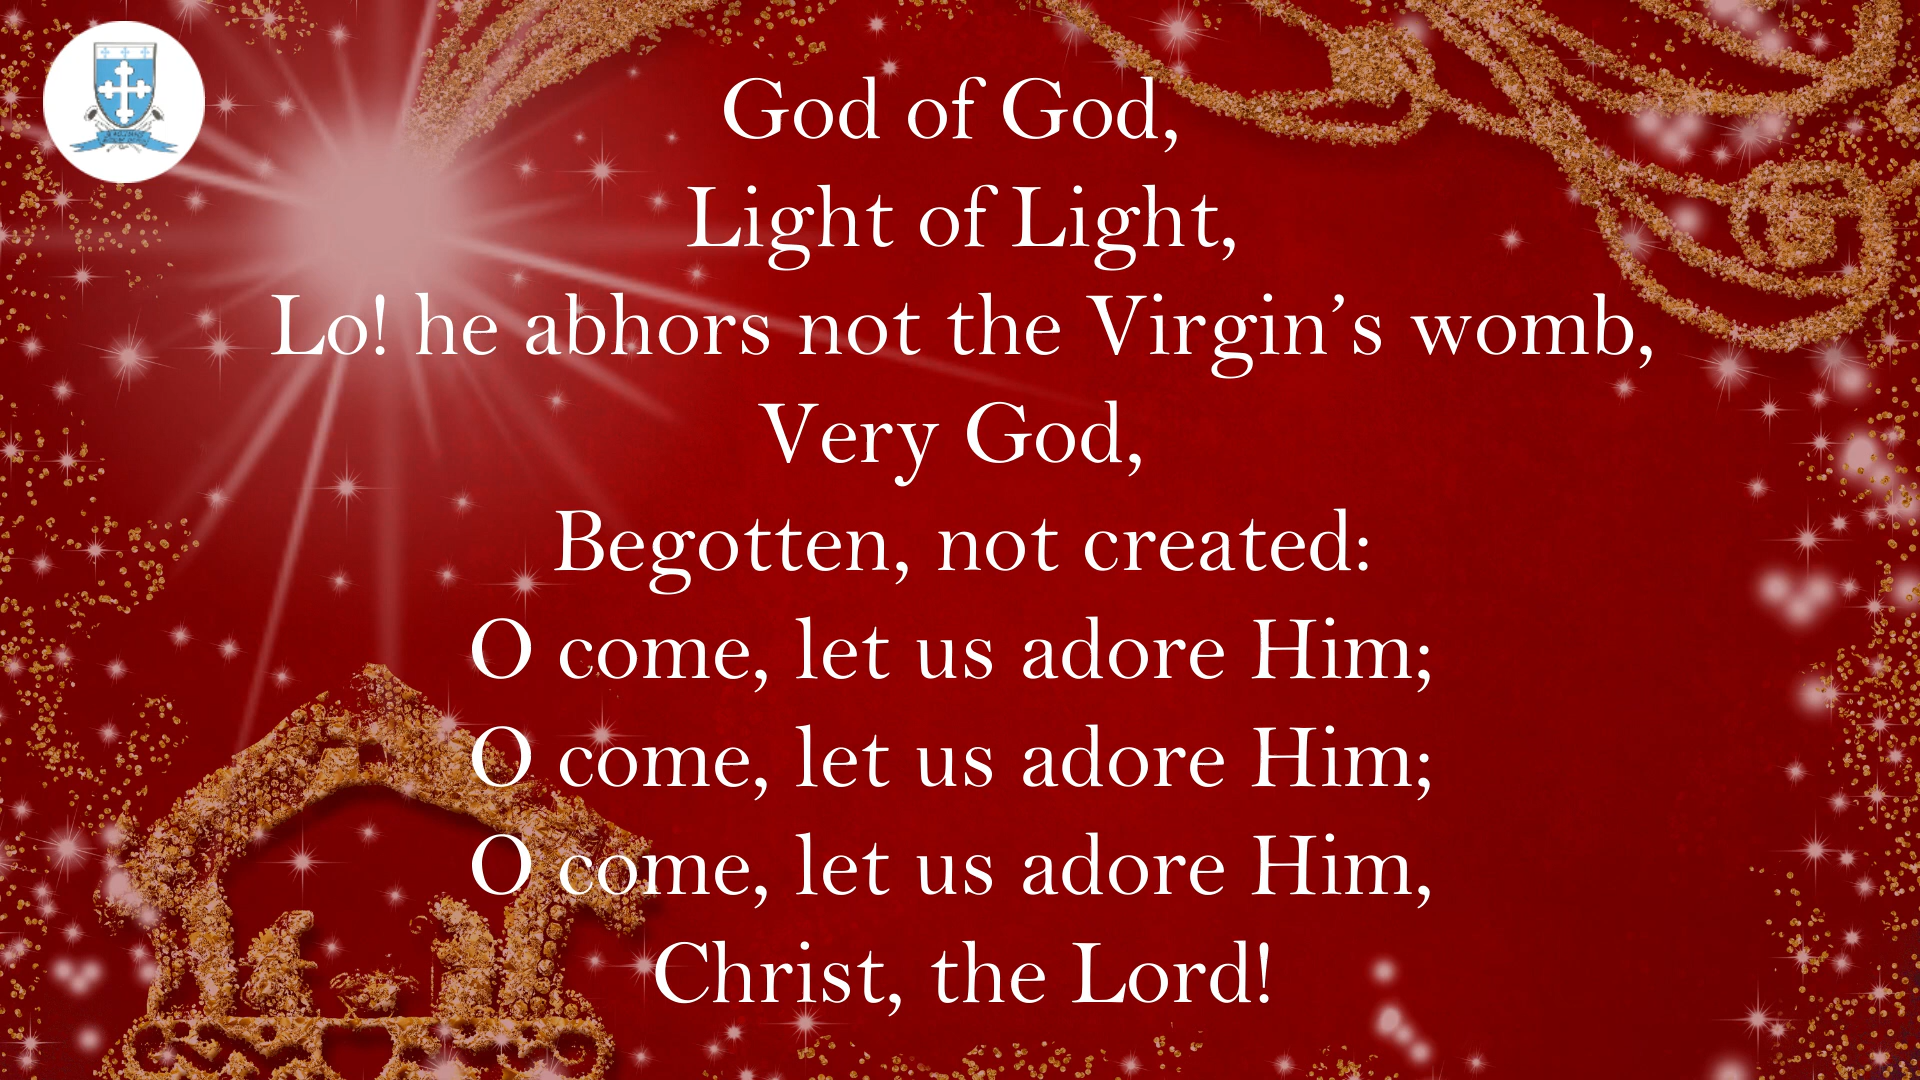 God of God,
Light of Light,
Lo! he abhors not the Virgin’s womb,
Very God,
Begotten, not created:
O come, let us adore Him;
O come, let us adore Him;
O come, let us adore Him,
Christ, the Lord!